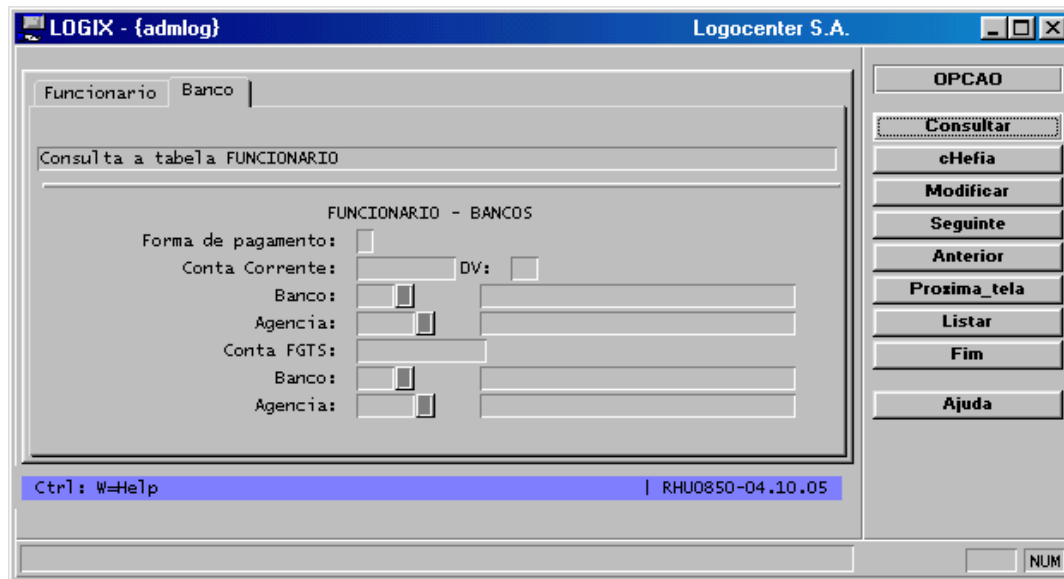 LOGIX - {admlog} Logocenter S.A.
Funcionario Banco
Consulta a tabela FUNCIONARIO
FUNCIONARIO - BANCOS
Forma de pagamento:
Conta Corrente: DV:
Banco:
Agencia:
Conta FGTS:
Banco:
Agencia:
Ctrl: W=Help | RHU0850-04.10.05
OPCAO
Consultar
cHefia
Modificar
Seguinte
Anterior
Proxima_tela
Listar
Fim
Ajuda
NUM